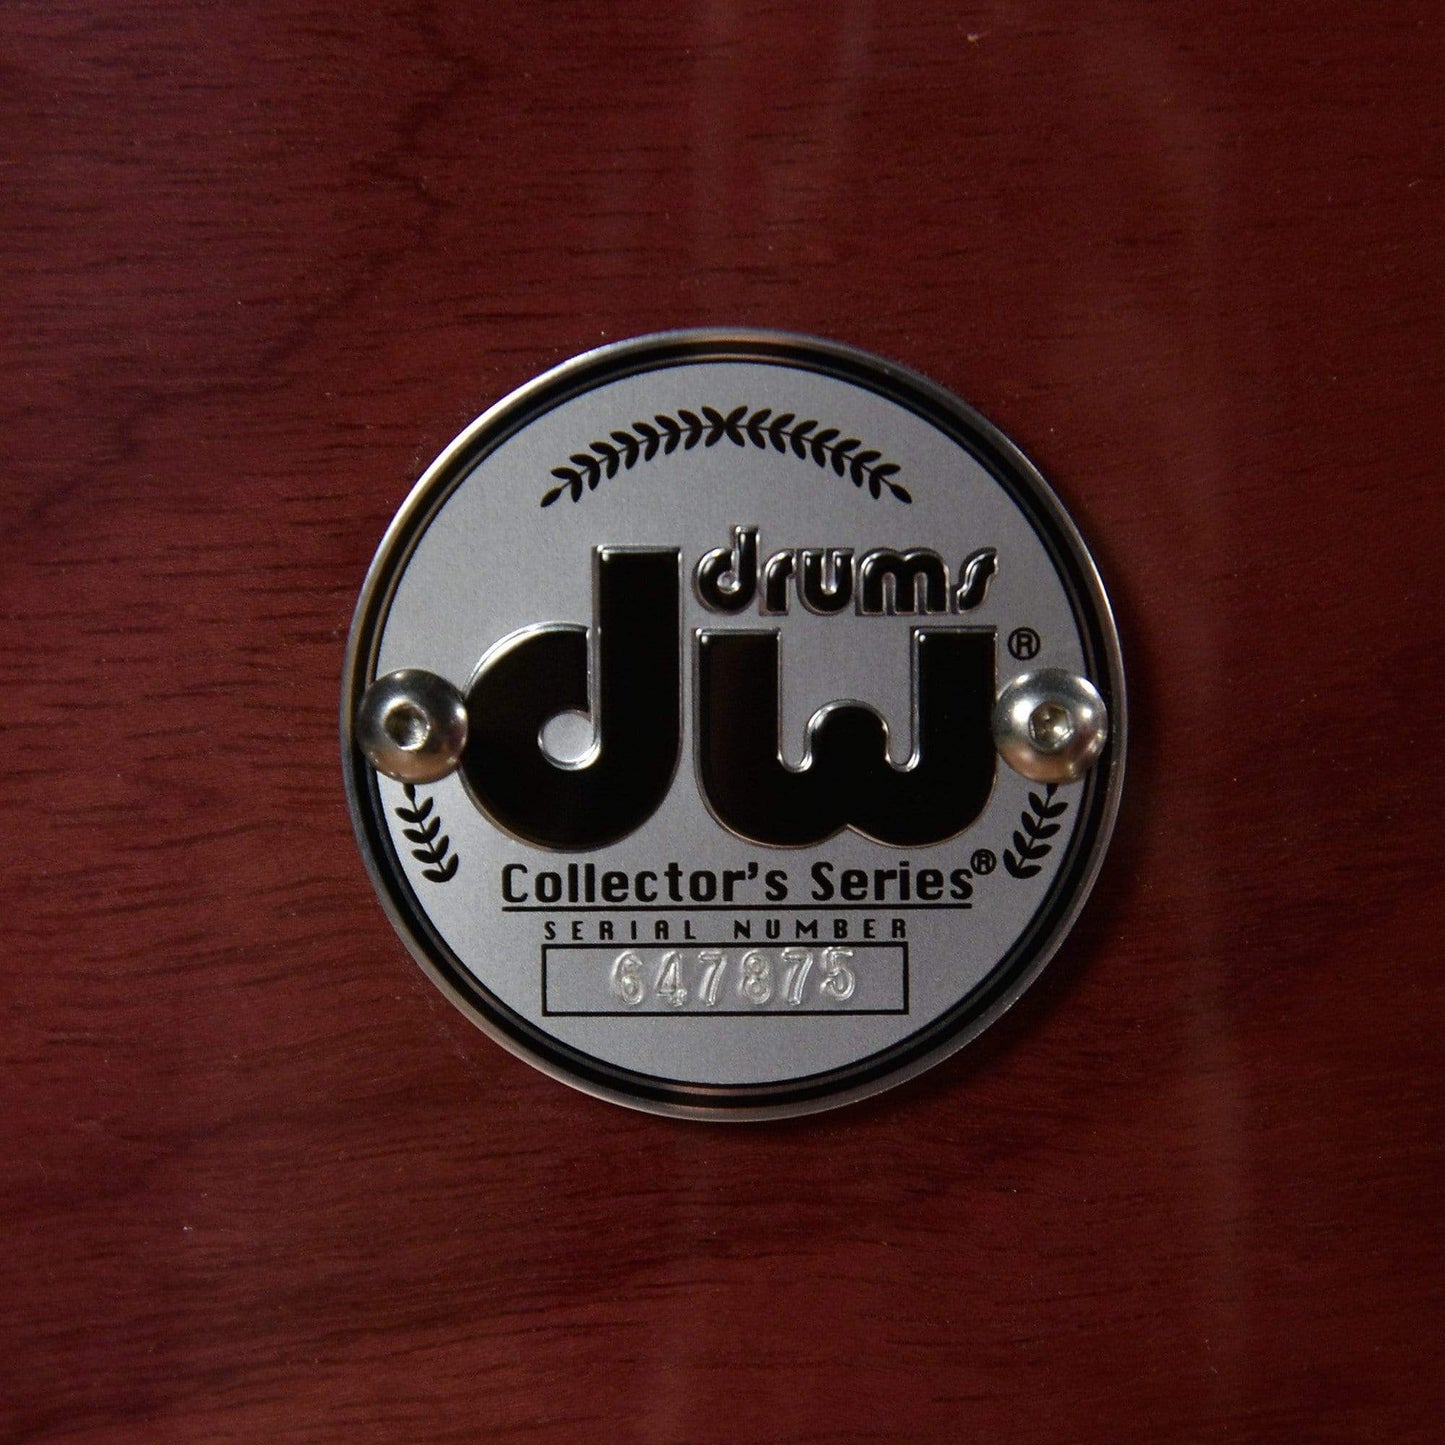 drums
dw®
Collector's Series®
SERIAL NUMBER
647875